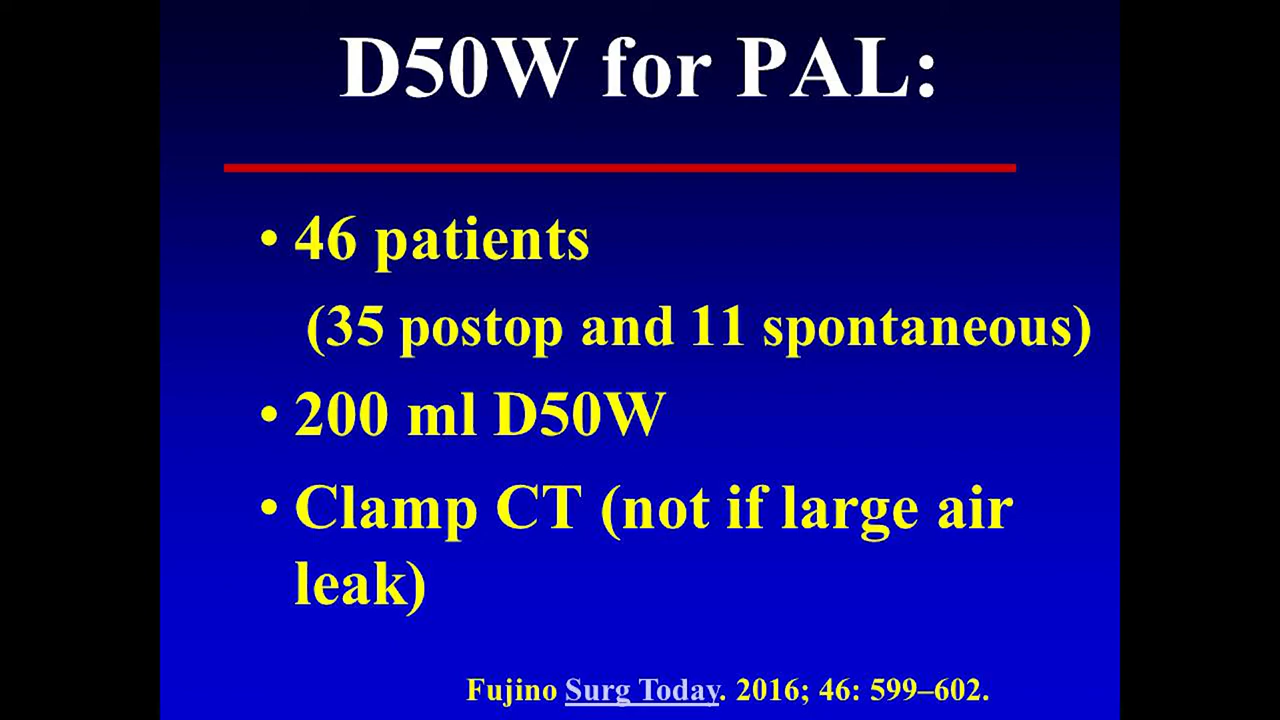 D50W for PAL:
• 46 patients
(35 postop and 11 spontaneous)
• 200 ml D50W
• Clamp CT (not if large air
leak)
Fujino Surg Today. 2016; 46: 599–602.